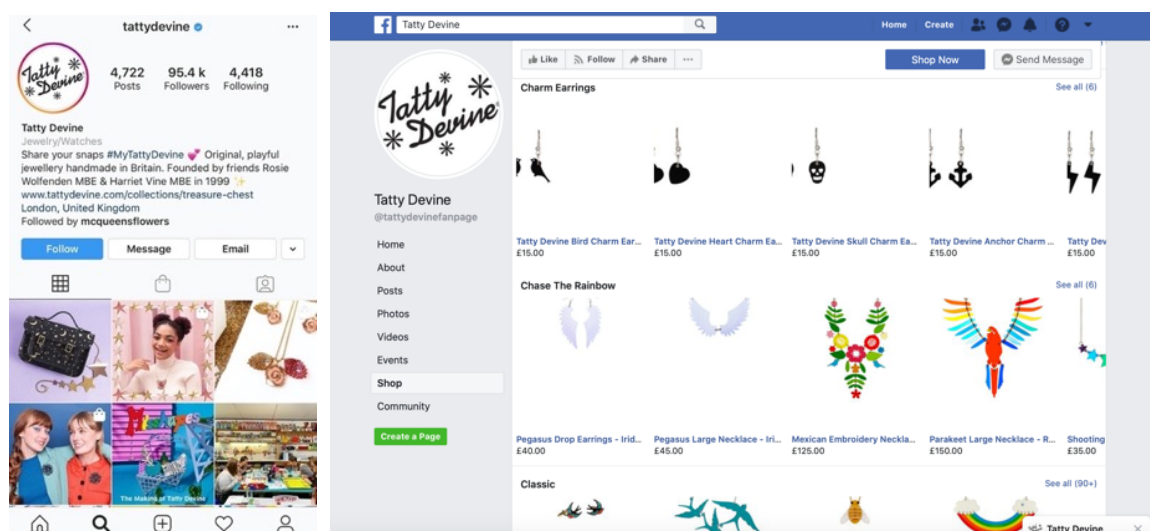 tattydevine
Tatty
Devine
4,722
95.4 k
4,418
Posts
Followers
Following
Tatty Devine
Jewelry/Watches
Share your snaps #MyTattyDevine 💕 Original, playful
jewellery handmade in Britain. Founded by friends Rosie
Wolfenden MBE & Harriet Vine MBE in 1999 ✨
www.tattydevine.com/collections/treasure-chest
London, United Kingdom
Followed by mcqueensflowers
Follow
Message
Email
The Making of Tatty Devine
Tatty Devine
Home
Create
Tatty
Devine
Tatty Devine
@tattydevinefanpage
Home
About
Posts
Photos
Videos
Events
Shop
Community
Create a Page
Like
Follow
Share
Shop Now
Send Message
Charm Earrings
See all (6)
Tatty Devine Bird Charm Ear...
£15.00
Tatty Devine Heart Charm Ea...
£15.00
Tatty Devine Skull Charm Ea...
£15.00
Tatty Devine Anchor Charm ...
£15.00
Tatty Dev
£15.00
Chase The Rainbow
See all (6)
Pegasus Drop Earrings - Irid...
£40.00
Pegasus Large Necklace - Iri...
£45.00
Mexican Embroidery Neckla...
£125.00
Parakeet Large Necklace - R...
£150.00
Shooting
£35.00
Classic
See all (90+)
Tatty Devine